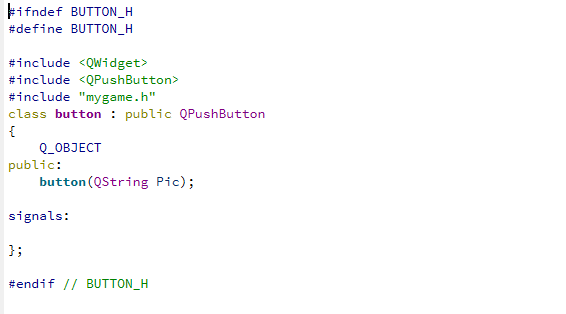 #ifndef BUTTON_H
#define BUTTON_H
#include <QWidget>
#include <QPushButton>
#include "mygame.h"
class button : public QPushButton
{
    Q_OBJECT
public:
    button(QString Pic);
signals:
};
#endif // BUTTON_H